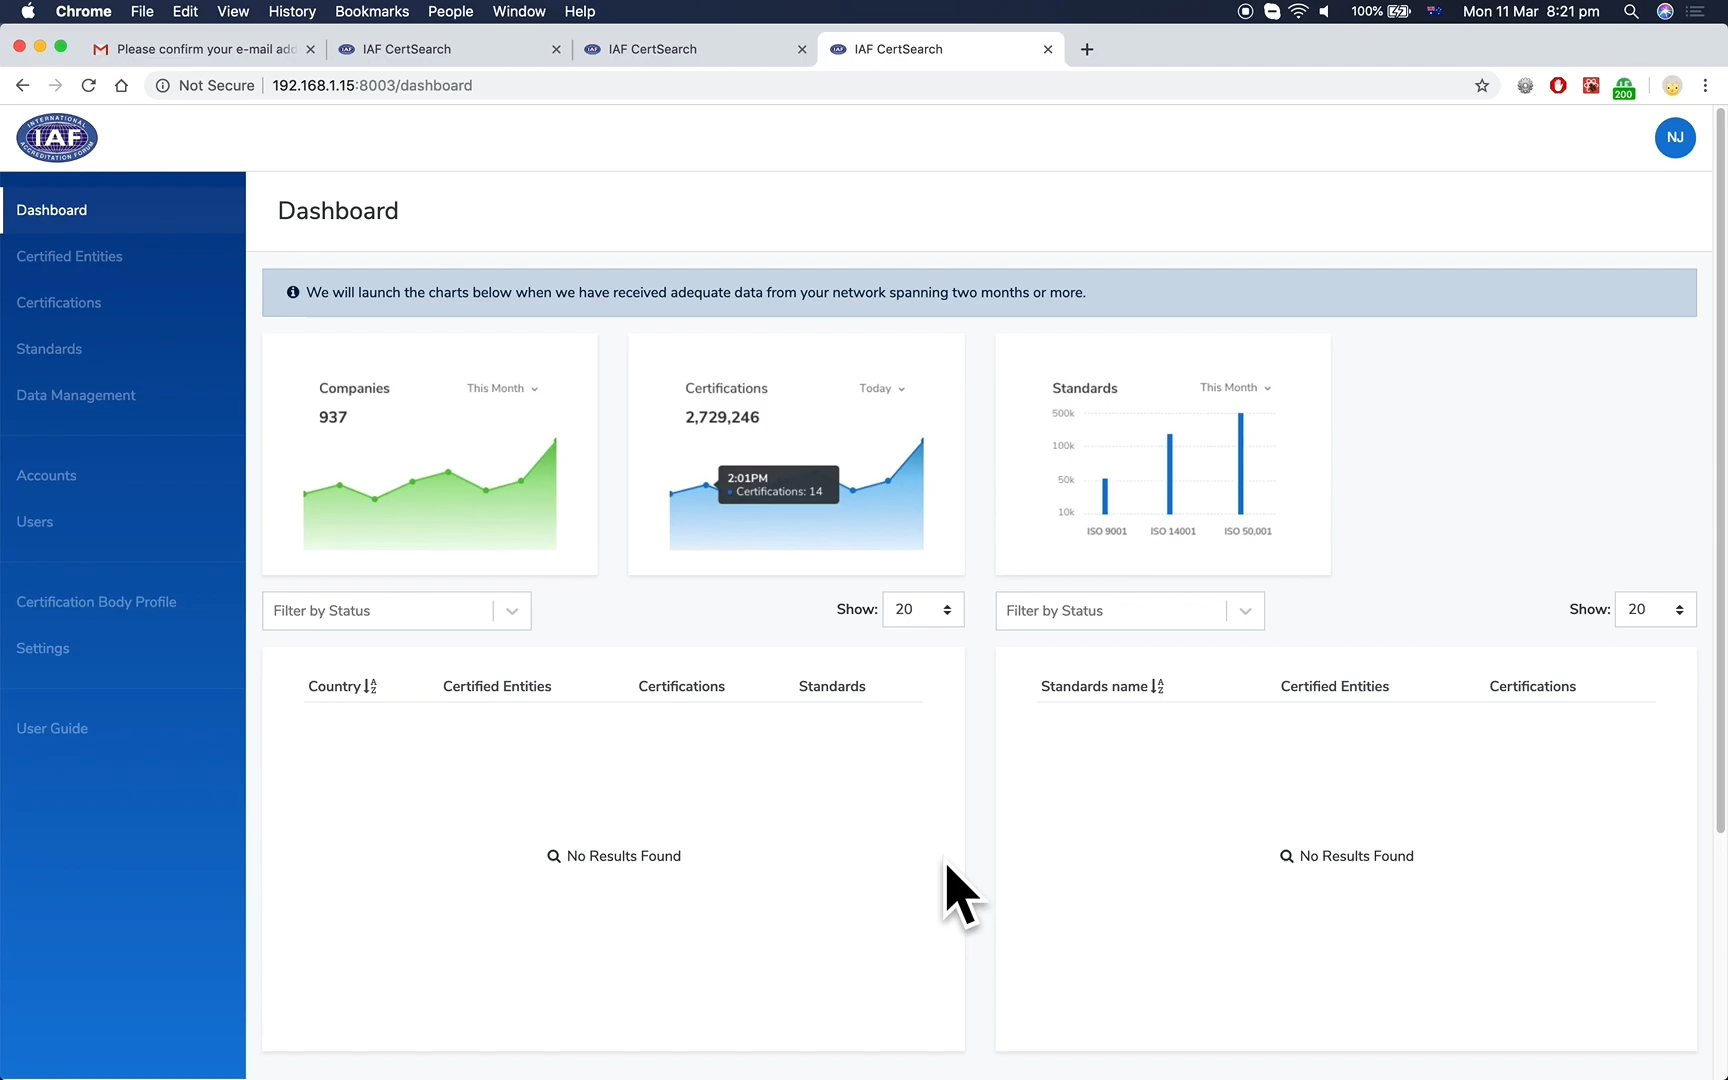 Chrome File Edit View History Bookmarks People Window Help 100% Mon 11 Mar 8:21 pm
Please confirm your e-mail add IAF CertSearch IAF CertSearch IAF CertSearch
Not Secure 192.168.1.15:8003/dashboard 200
INTERNATIONAL
IAF
ACCREDITATION FORUM
NJ
Dashboard
Certified Entities
Certifications
Standards
Data Management
Accounts
Users
Certification Body Profile
Settings
User Guide
Dashboard
We will launch the charts below when we have received adequate data from your network spanning two months or more.
Companies This Month
937
Certifications Today
2,729,246
2:01PM
Certifications: 14
Standards This Month
500k
100k
50k
10k
ISO 9001 ISO 14001 ISO 50,001
Filter by Status Show: 20
Filter by Status Show: 20
Country Certified Entities Certifications Standards
No Results Found
Standards name Certified Entities Certifications
No Results Found